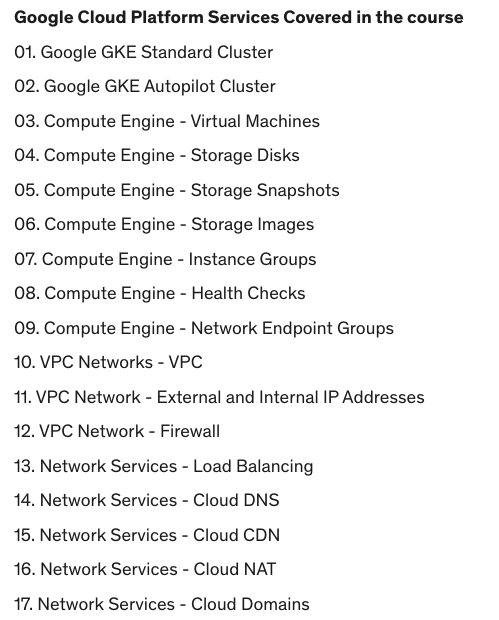 Google Cloud Platform Services Covered in the course
01. Google GKE Standard Cluster
02. Google GKE Autopilot Cluster
03. Compute Engine - Virtual Machines
04. Compute Engine - Storage Disks
05. Compute Engine - Storage Snapshots
06. Compute Engine - Storage Images
07. Compute Engine - Instance Groups
08. Compute Engine - Health Checks
09. Compute Engine - Network Endpoint Groups
10. VPC Networks - VPC
11. VPC Network - External and Internal IP Addresses
12. VPC Network - Firewall
13. Network Services - Load Balancing
14. Network Services - Cloud DNS
15. Network Services - Cloud CDN
16. Network Services - Cloud NAT
17. Network Services - Cloud Domains